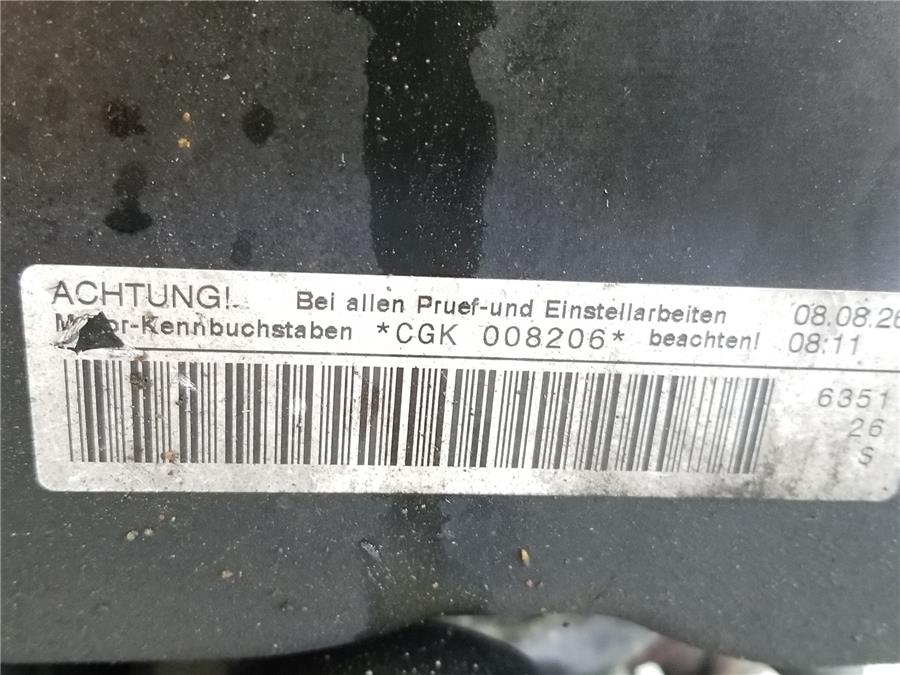 ACHTUNG! Bei allen Pruef-und Einstellarbeiten 08.08.26
-Kennbuchstaben *CGK 008206* beachten! 08:11
6351
26
S